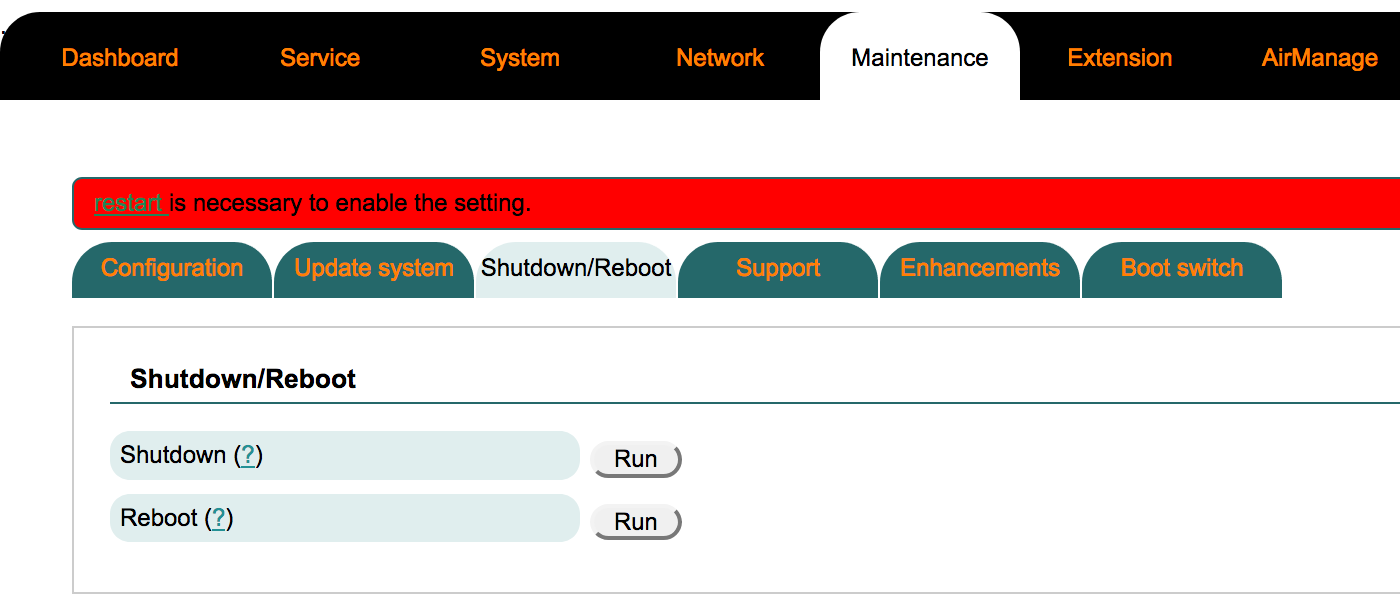 Dashboard Service System Network Maintenance Extension AirManage
restart is necessary to enable the setting.
Configuration Update system Shutdown/Reboot Support Enhancements Boot switch
Shutdown/Reboot
Shutdown (?) Run
Reboot (?) Run